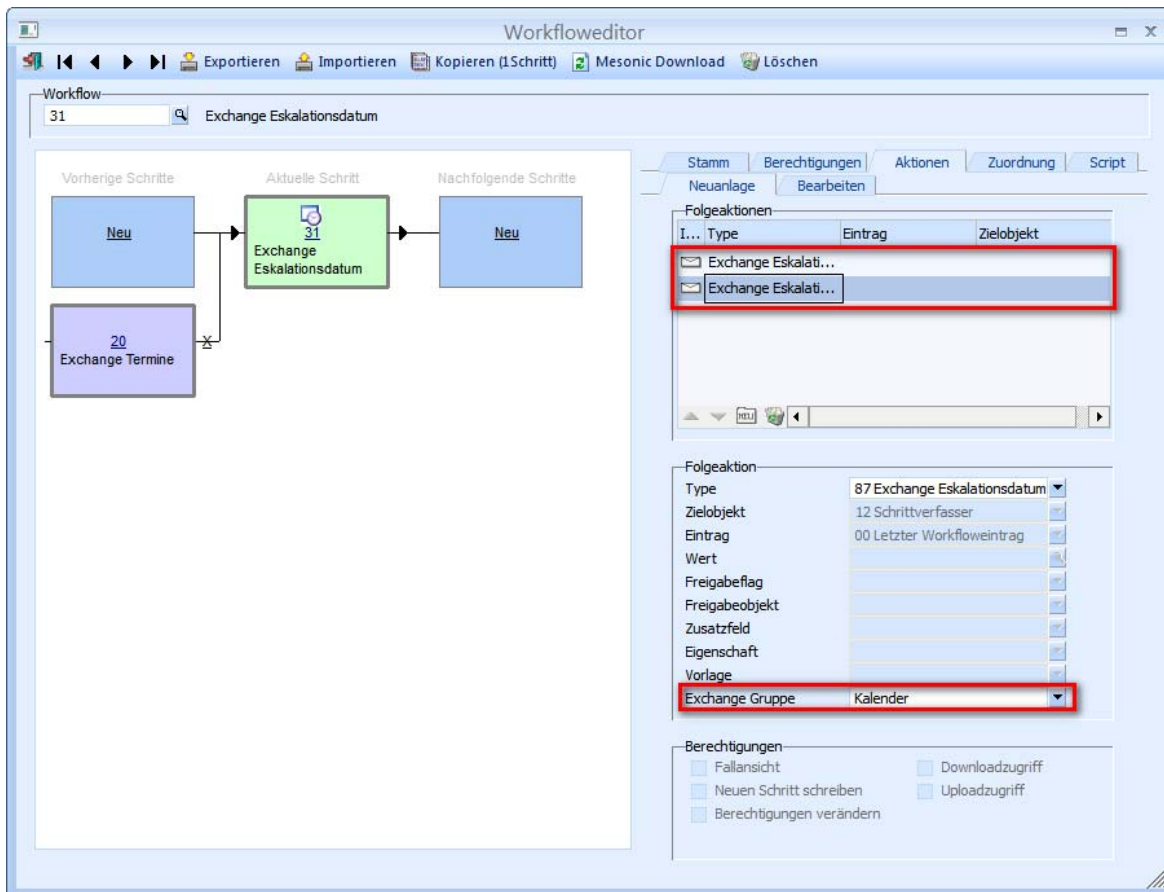 Workfloweditor
Exportieren Importieren Kopieren (1Schritt) Mesonic Download Löschen
Workflow
31 Exchange Eskalationsdatum
Vorherige Schritte Aktuelle Schritt Nachfolgende Schritte
Neu
31
Exchange
Eskalationsdatum
Neu
20
Exchange Termine
X
Stamm Berechtigungen Aktionen Zuordnung Script
Neuanlage Bearbeiten
Folgeaktionen
I... Type Eintrag Zielobjekt
Exchange Eskalati...
Exchange Eskalati...
NEU
Folgeaktion
Type 87 Exchange Eskalationsdatum
Zielobjekt 12 Schrittverfasser
Eintrag 00 Letzter Workfloweintrag
Wert
Freigabeflag
Freigabeobjekt
Zusatzfeld
Eigenschaft
Vorlage
Exchange Gruppe Kalender
Berechtigungen
Fallansicht Downloadzugriff
Neuen Schritt schreiben Uploadzugriff
Berechtigungen verändern